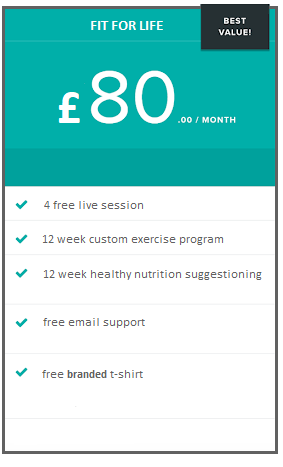 FIT FOR LIFE
BEST
VALUE!
£80.00 / MONTH
4 free live session
12 week custom exercise program
12 week healthy nutrition suggestioning
free email support
free branded t-shirt